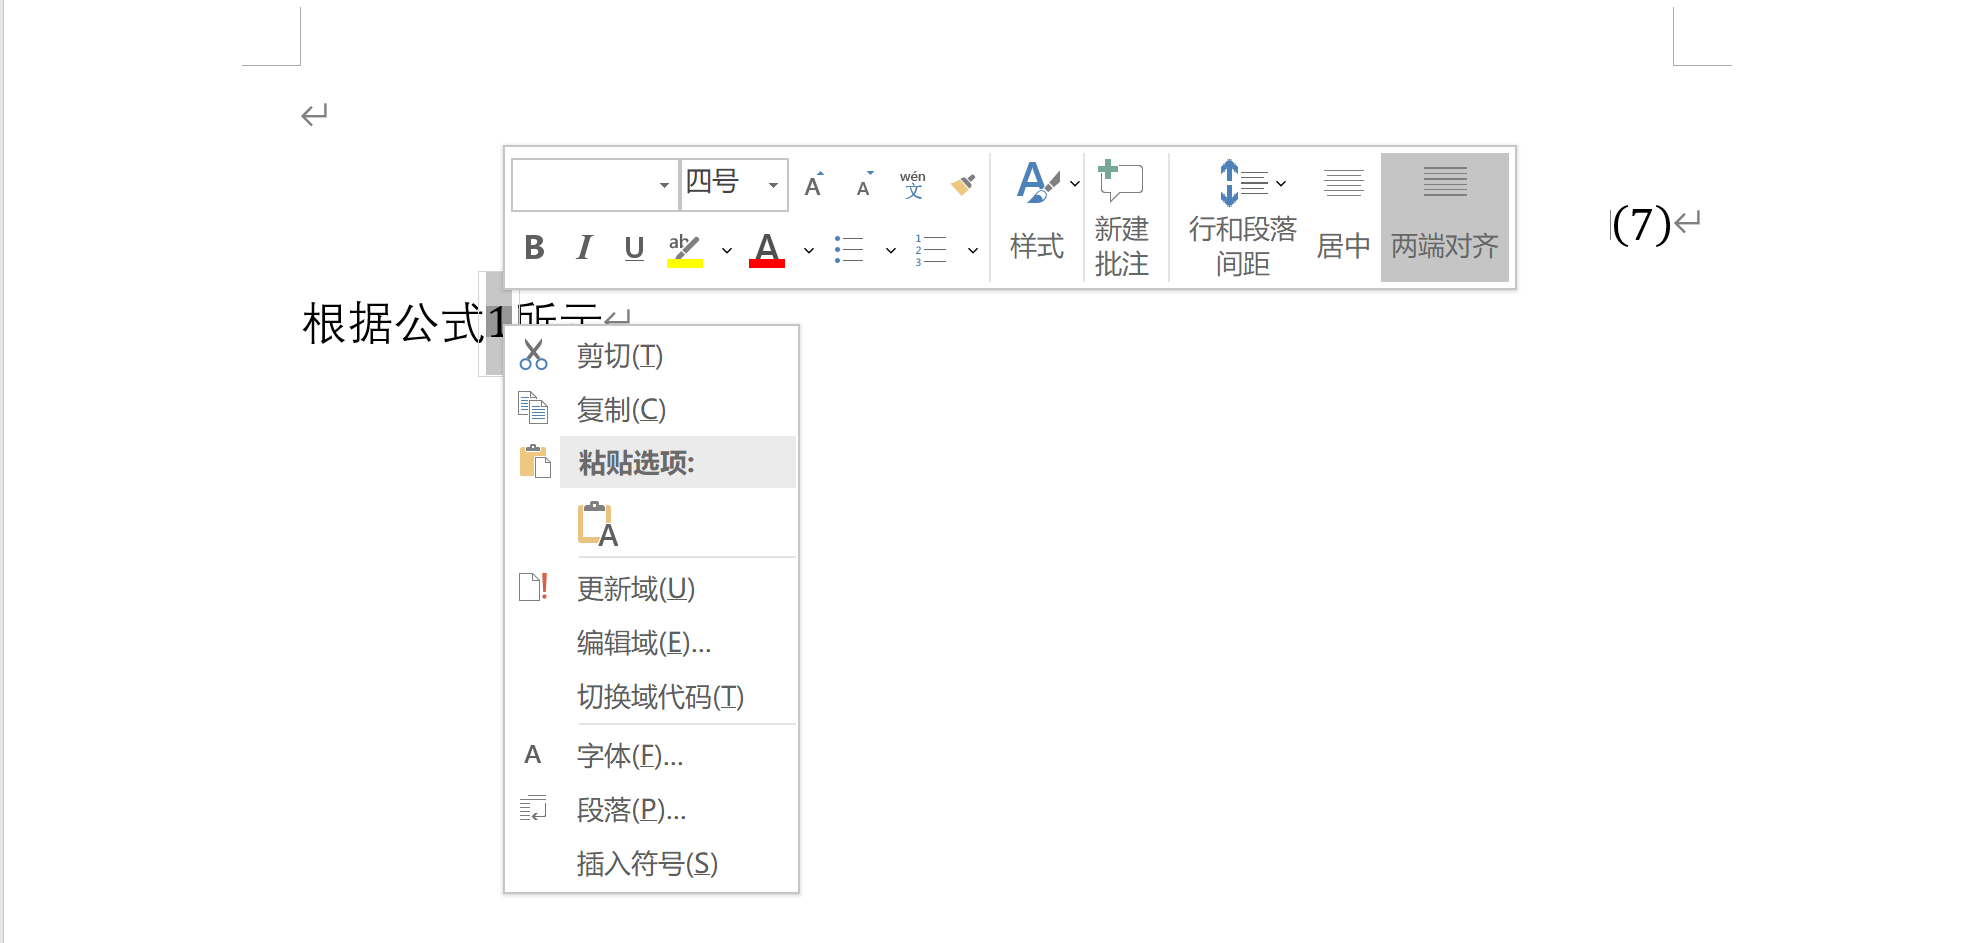 四号
A
A
wén
文
样式
新建
批注
行和段落
间距
居中
两端对齐
B
I
U
ab
A
1
2
3
(7)
根据公式1所示
剪切(T)
复制(C)
粘贴选项:
A
更新域(U)
编辑域(E)...
切换域代码(T)
A
字体(F)...
段落(P)...
插入符号(S)